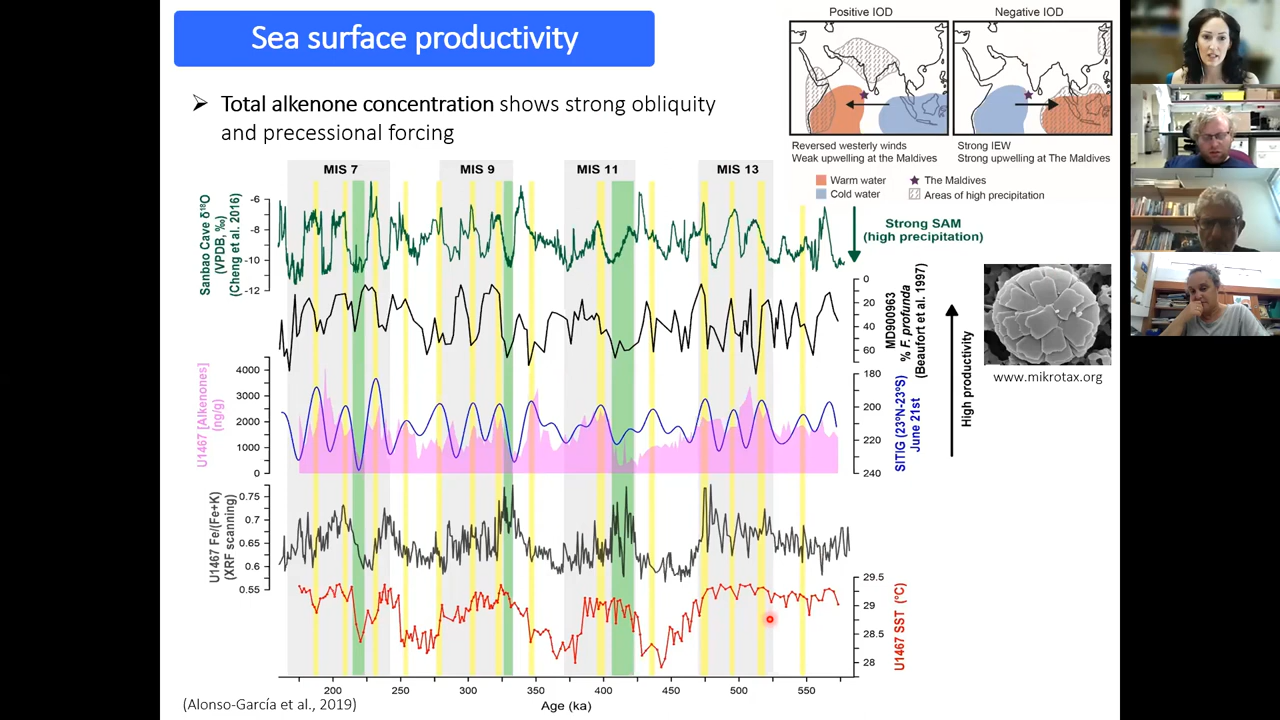 Sea surface productivity
➢ Total alkenone concentration shows strong obliquity
and precessional forcing
Positive IOD
Negative IOD
Reversed westerly winds
Weak upwelling at the Maldives
Strong IEW
Strong upwelling at The Maldives
Warm water
Cold water
The Maldives
Areas of high precipitation
MIS 7
MIS 9
MIS 11
MIS 13
Sanbao Cave δ¹⁸O
(VPDB, ‰)
(Cheng et al. 2016)
-6
-8
-10
-12
Strong SAM
(high precipitation)
0
20
40
60
MD900963
% F. profunda
(Beaufort et al. 1997)
U1467 [Alkenones]
(ng/g)
4000
3000
2000
1000
0
180
200
220
240
SITIG (23°N-23°S)
June 21st
High productivity
www.mikrotax.org
U1467 Fe/(Fe+K)
(XRF scanning)
0.75
0.7
0.65
0.6
0.55
29.5
29
28.5
28
U1467 SST (°C)
200
250
300
350
400
450
500
550
Age (ka)
(Alonso-García et al., 2019)